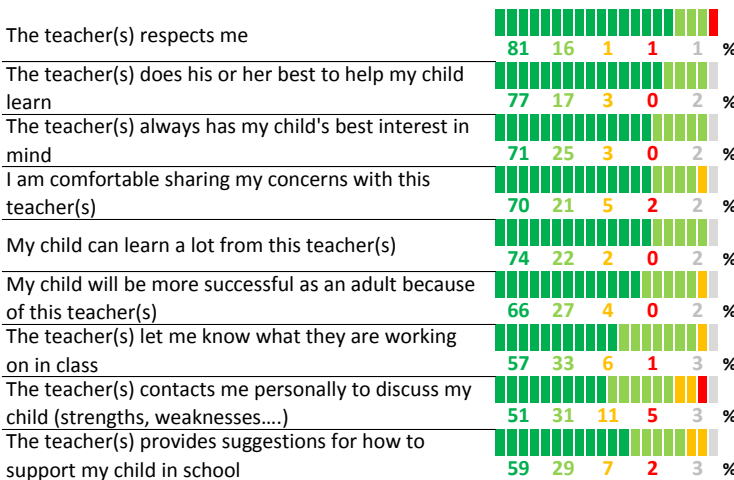 The teacher(s) respects me
81 16 1 1 1 %
The teacher(s) does his or her best to help my child
learn
77 17 3 0 2 %
The teacher(s) always has my child's best interest in
mind
71 25 3 0 2 %
I am comfortable sharing my concerns with this
teacher(s)
70 21 5 2 2 %
My child can learn a lot from this teacher(s)
74 22 2 0 2 %
My child will be more successful as an adult because
of this teacher(s)
66 27 4 0 2 %
The teacher(s) let me know what they are working
on in class
57 33 6 1 3 %
The teacher(s) contacts me personally to discuss my
child (strengths, weaknesses....)
51 31 11 5 3 %
The teacher(s) provides suggestions for how to
support my child in school
59 29 7 2 3 %